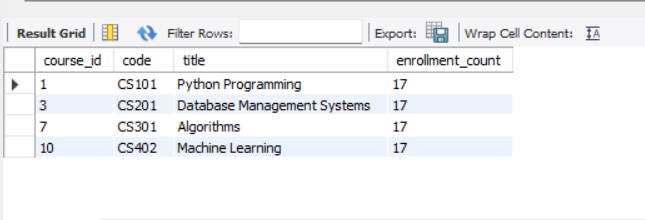 Result Grid Filter Rows: Export: Wrap Cell Content: IA
course_id code title enrollment_count
1 CS101 Python Programming 17
3 CS201 Database Management Systems 17
7 CS301 Algorithms 17
10 CS402 Machine Learning 17